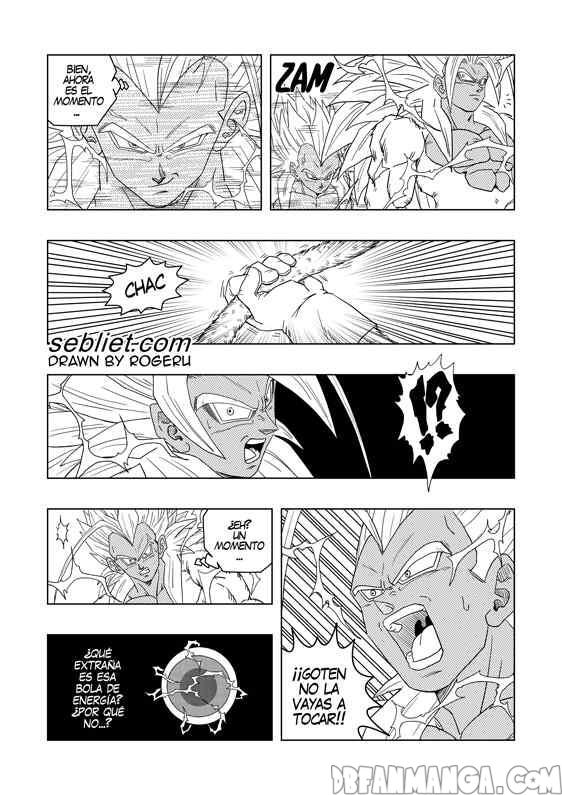 BIEN,
AHORA
ES EL
MOMENTO
...
ZAM
CHAC
sebliet.com
DRAWN BY ROGERU
!?
¿EH?
UN
MOMENTO
...
¡¡GOTEN
NO LA
VAYAS A
TOCAR!!
¿QUÉ
EXTRAÑA
ES ESA
BOLA DE
ENERGÍA?
¿POR QUÉ
NO...?
DBFANMANGA.COM